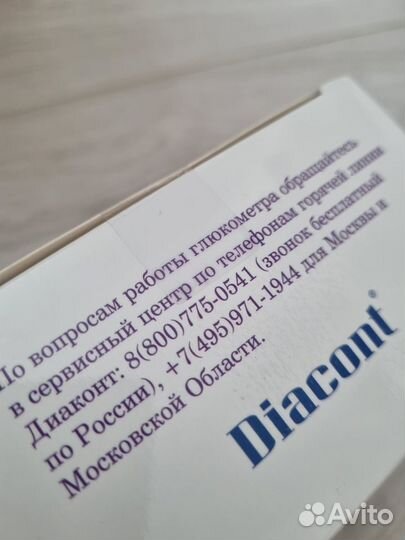 По вопросам работы глюкометра обращайтесь
в сервисный центр по телефонам горячей линии
Диаконт: 8(800)775-0541 (звонок бесплатный
по России), +7(495)971-1944 для Москвы и
Московской Области.
Diacont®
Avito